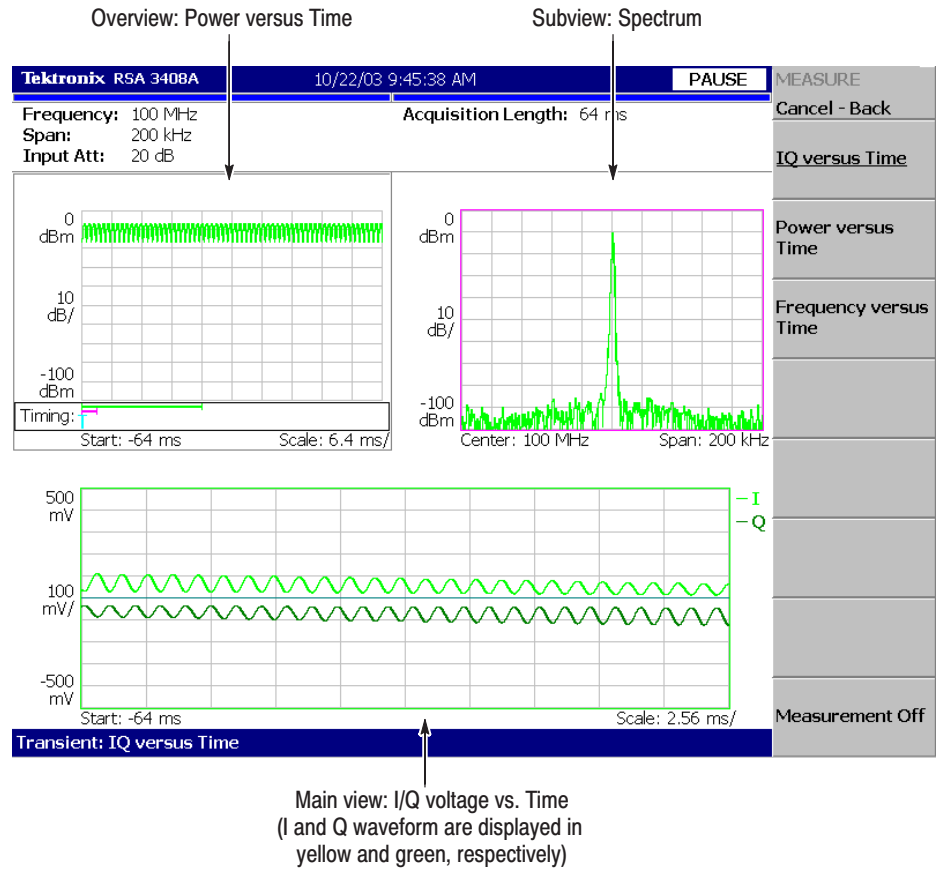 Overview: Power versus Time
Subview: Spectrum
Tektronix RSA 3408A
10/22/03 9:45:38 AM
PAUSE
MEASURE
Frequency: 100 MHz
Acquisition Length: 64 ms
Cancel - Back
Span: 200 kHz
Input Att: 20 dB
IQ versus Time
Power versus
Time
Frequency versus
Time
Measurement Off
0
dBm
10
dB/
-100
dBm
Timing:
Start: -64 ms
Scale: 6.4 ms/
0
dBm
10
dB/
-100
dBm
Center: 100 MHz
Span: 200 kHz
500
mV
100
mV/
-500
mV
I
Q
Start: -64 ms
Scale: 2.56 ms/
Transient: IQ versus Time
Main view: I/Q voltage vs. Time
(I and Q waveform are displayed in
yellow and green, respectively)